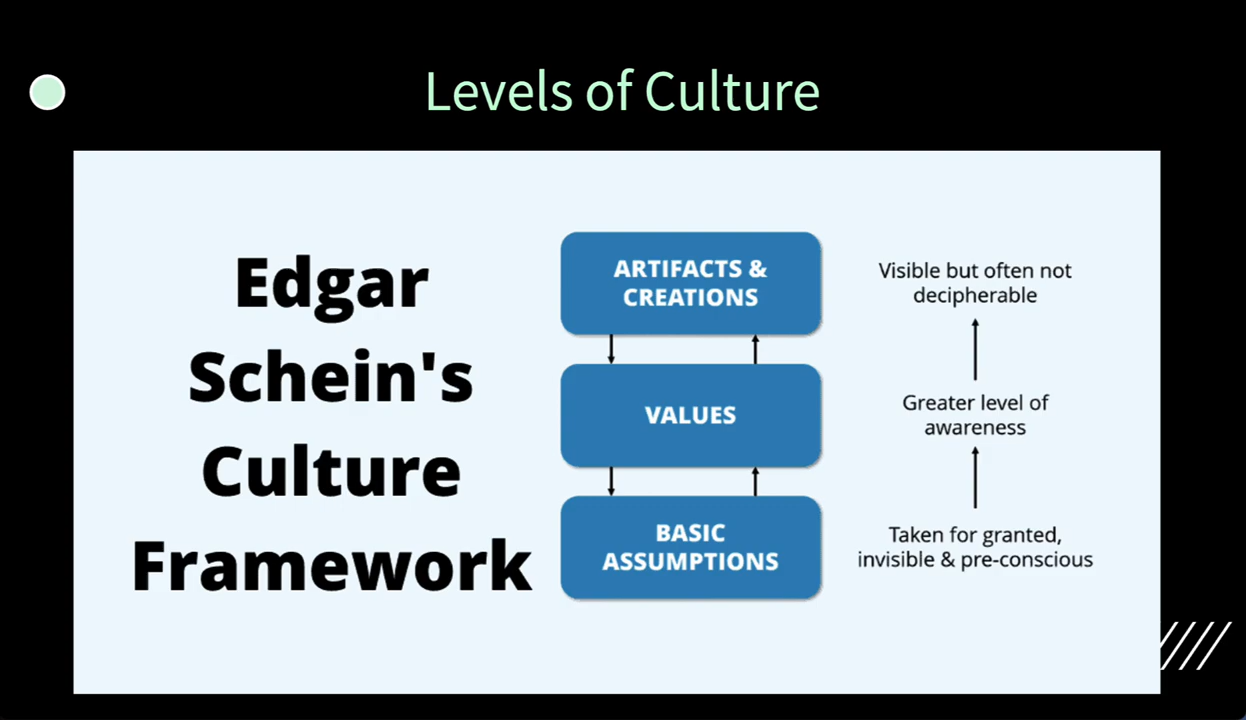 Levels of Culture
Edgar
Schein's
Culture
Framework
ARTIFACTS &
CREATIONS
VALUES
BASIC
ASSUMPTIONS
Visible but often not
decipherable
Greater level of
awareness
Taken for granted,
invisible & pre-conscious